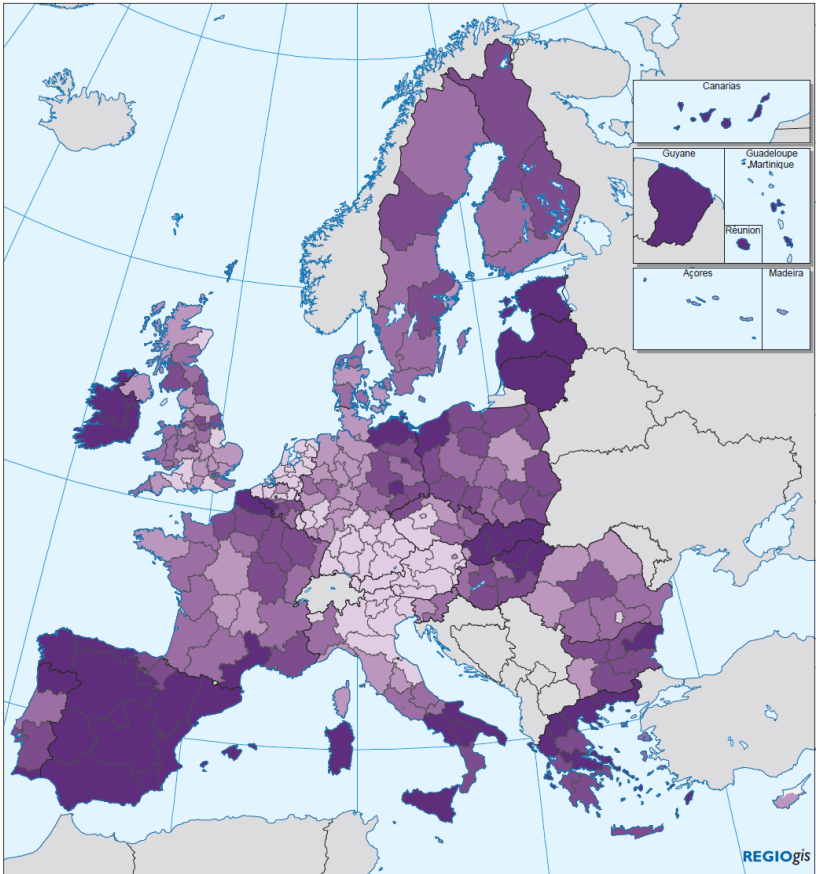 Canarias
Guyane
Guadeloupe
Martinique
Réunion
Açores
Madeira
REGIOgis